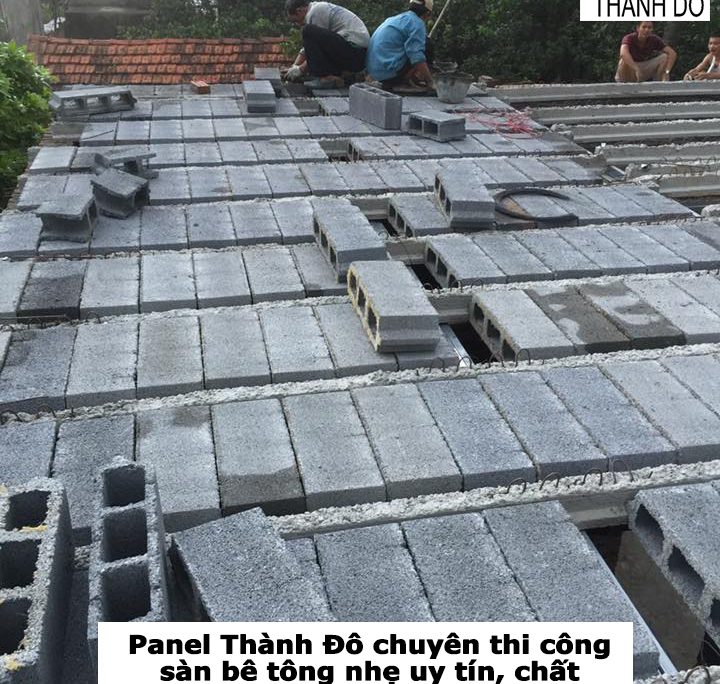 THÀNH ĐÔ
Panel Thành Đô chuyên thi công
sàn bê tông nhẹ uy tín, chất